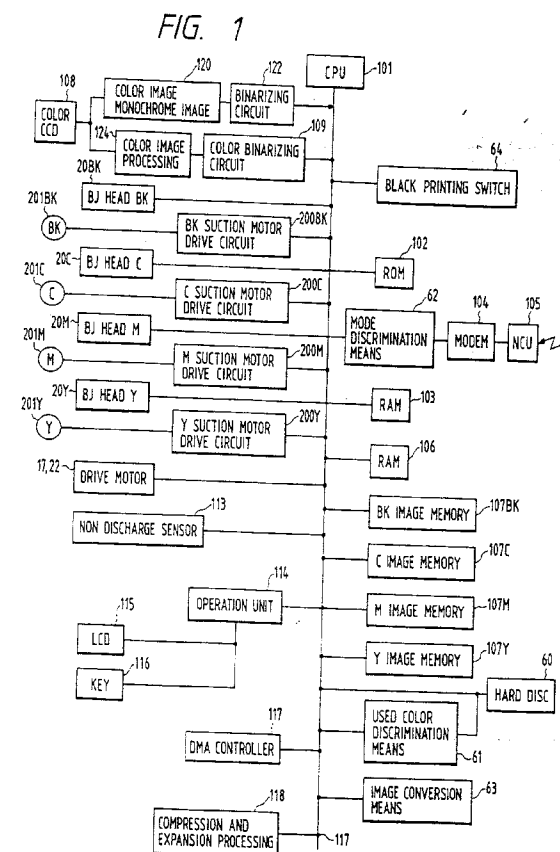 FIG. 1
CPU
101
108
COLOR
CCD
120
COLOR IMAGE
MONOCHROME IMAGE
122
BINARIZING
CIRCUIT
124
COLOR IMAGE
PROCESSING
109
COLOR BINARIZING
CIRCUIT
64
BLACK PRINTING SWITCH
20BK
BJ HEAD BK
201BK
BK
200BK
BK SUCTION MOTOR
DRIVE CIRCUIT
102
ROM
20C
BJ HEAD C
201C
C
200C
C SUCTION MOTOR
DRIVE CIRCUIT
62
MODE
DISCRIMINATION
MEANS
104
MODEM
105
NCU
20M
BJ HEAD M
201M
M
200M
M SUCTION MOTOR
DRIVE CIRCUIT
103
RAM
20Y
BJ HEAD Y
201Y
Y
200Y
Y SUCTION MOTOR
DRIVE CIRCUIT
106
RAM
17,22
DRIVE MOTOR
107BK
BK IMAGE MEMORY
113
NON DISCHARGE SENSOR
107C
C IMAGE MEMORY
114
OPERATION UNIT
107M
M IMAGE MEMORY
115
LCD
116
KEY
107Y
Y IMAGE MEMORY
60
HARD DISC
USED COLOR
DISCRIMINATION
MEANS
61
DMA CONTROLLER
117
IMAGE CONVERSION
MEANS
63
118
COMPRESSION AND
EXPANSION PROCESSING
117